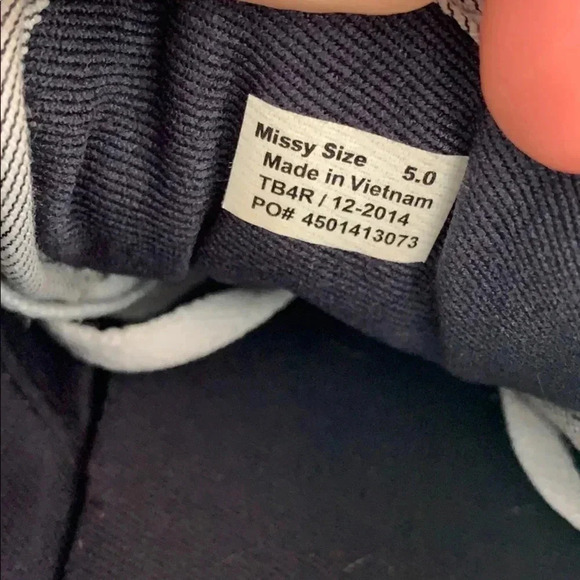 Missy Size 5.0
Made in Vietnam
TB4R / 12-2014
PO# 4501413073